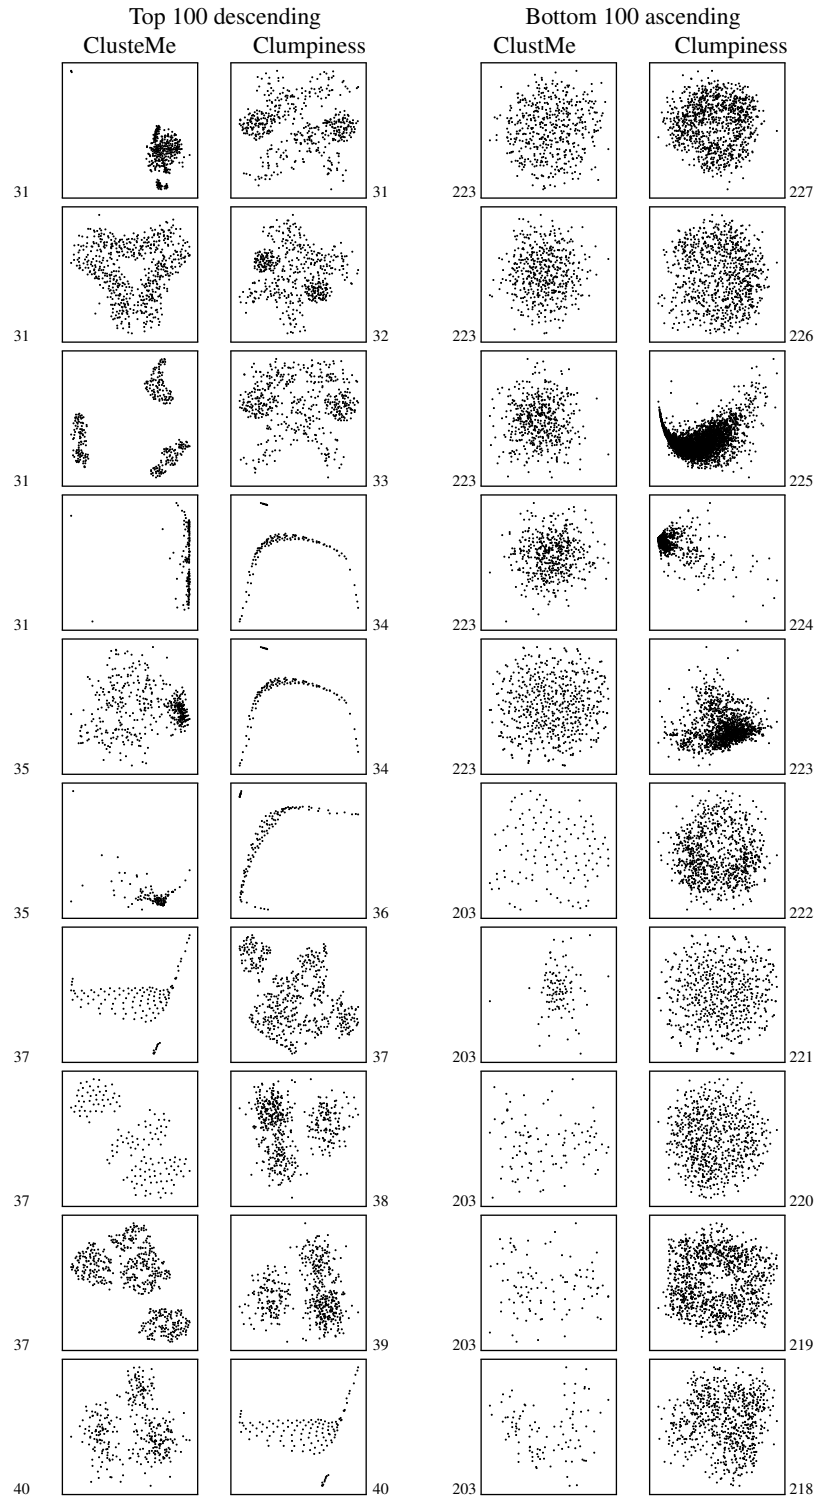 Top 100 descending Bottom 100 ascending
ClusteMe Clumpiness ClustMe Clumpiness
31 31 223 227
31 32 223 226
31 33 223 225
31 34 223 224
35 34 223 223
35 36 203 222
37 37 203 221
37 38 203 220
37 39 203 219
40 40 203 218